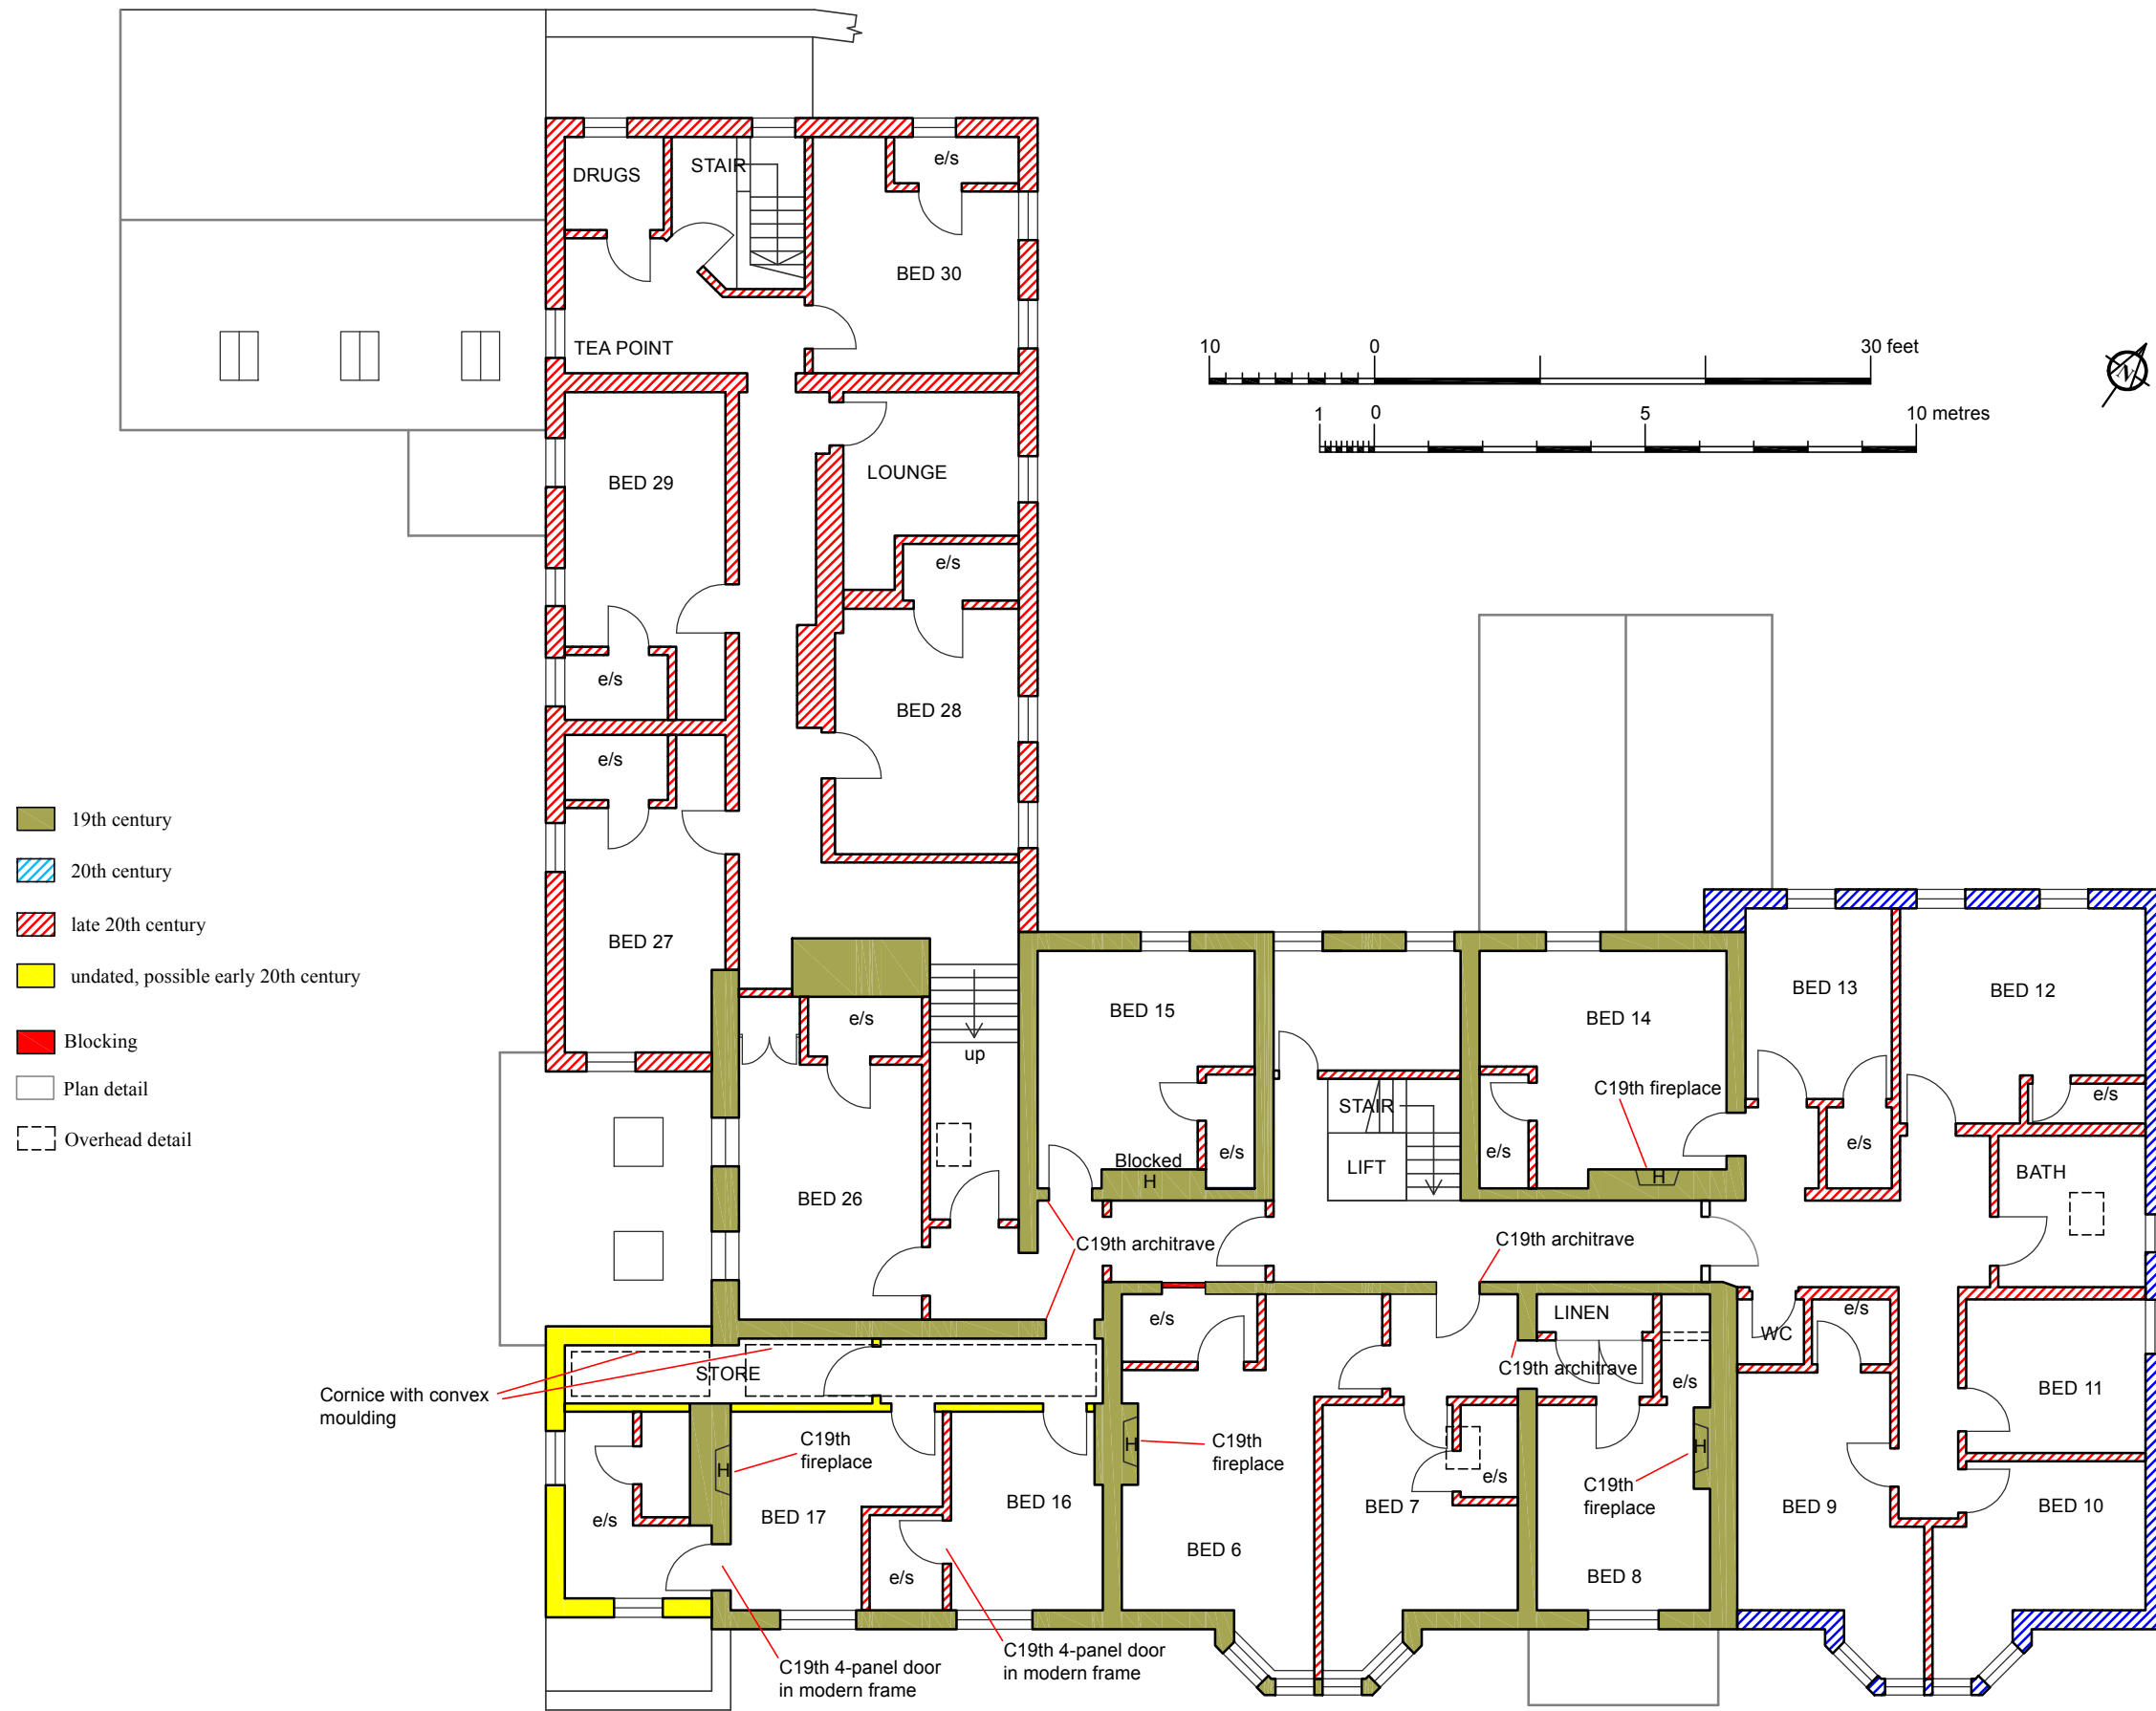 DRUGS
STAIR
e/s
BED 30
TEA POINT
10 0 30 feet
1 0 5 10 metres
N
BED 29
LOUNGE
e/s
e/s
BED 28
e/s
19th century
20th century
late 20th century
undated, possible early 20th century
Blocking
Plan detail
Overhead detail
BED 27
e/s
up
BED 26
BED 15
Blocked
H
e/s
STAIR
LIFT
BED 14
C19th fireplace
H
e/s
BED 13
BED 12
e/s
e/s
BATH
C19th architrave
C19th architrave
STORE
Cornice with convex
moulding
e/s
LINEN
C19th architrave
e/s
WC
e/s
BED 11
H
C19th
fireplace
BED 17
e/s
BED 16
e/s
H
C19th
fireplace
BED 6
BED 7
e/s
H
C19th
fireplace
BED 8
BED 9
BED 10
C19th 4-panel door
in modern frame
C19th 4-panel door
in modern frame